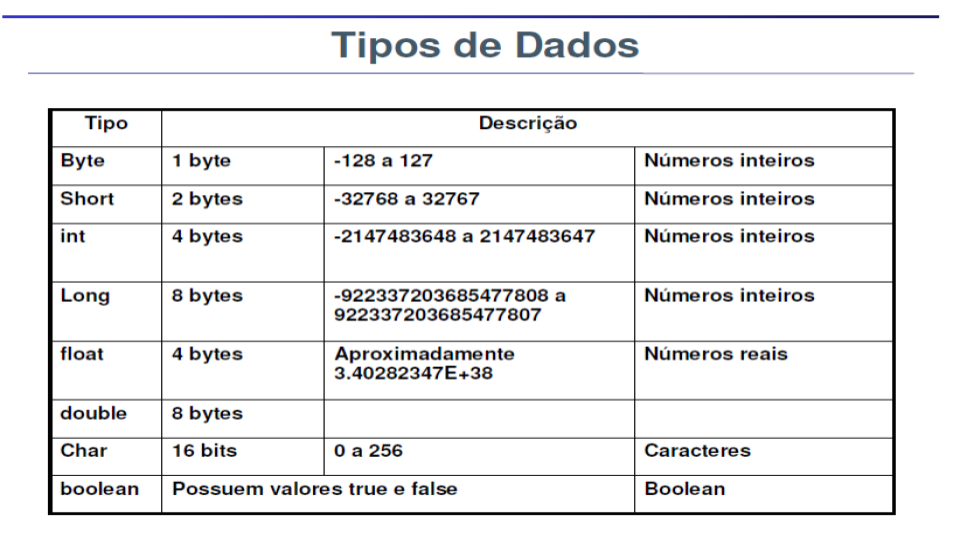 Tipos de Dados
Tipo Descrição
Byte 1 byte -128 a 127 Números inteiros
Short 2 bytes -32768 a 32767 Números inteiros
int 4 bytes -2147483648 a 2147483647 Números inteiros
Long 8 bytes -922337203685477808 a Números inteiros
922337203685477807
float 4 bytes Aproximadamente Números reais
3.40282347E+38
double 8 bytes
Char 16 bits 0 a 256 Caracteres
boolean Possuem valores true e false Boolean